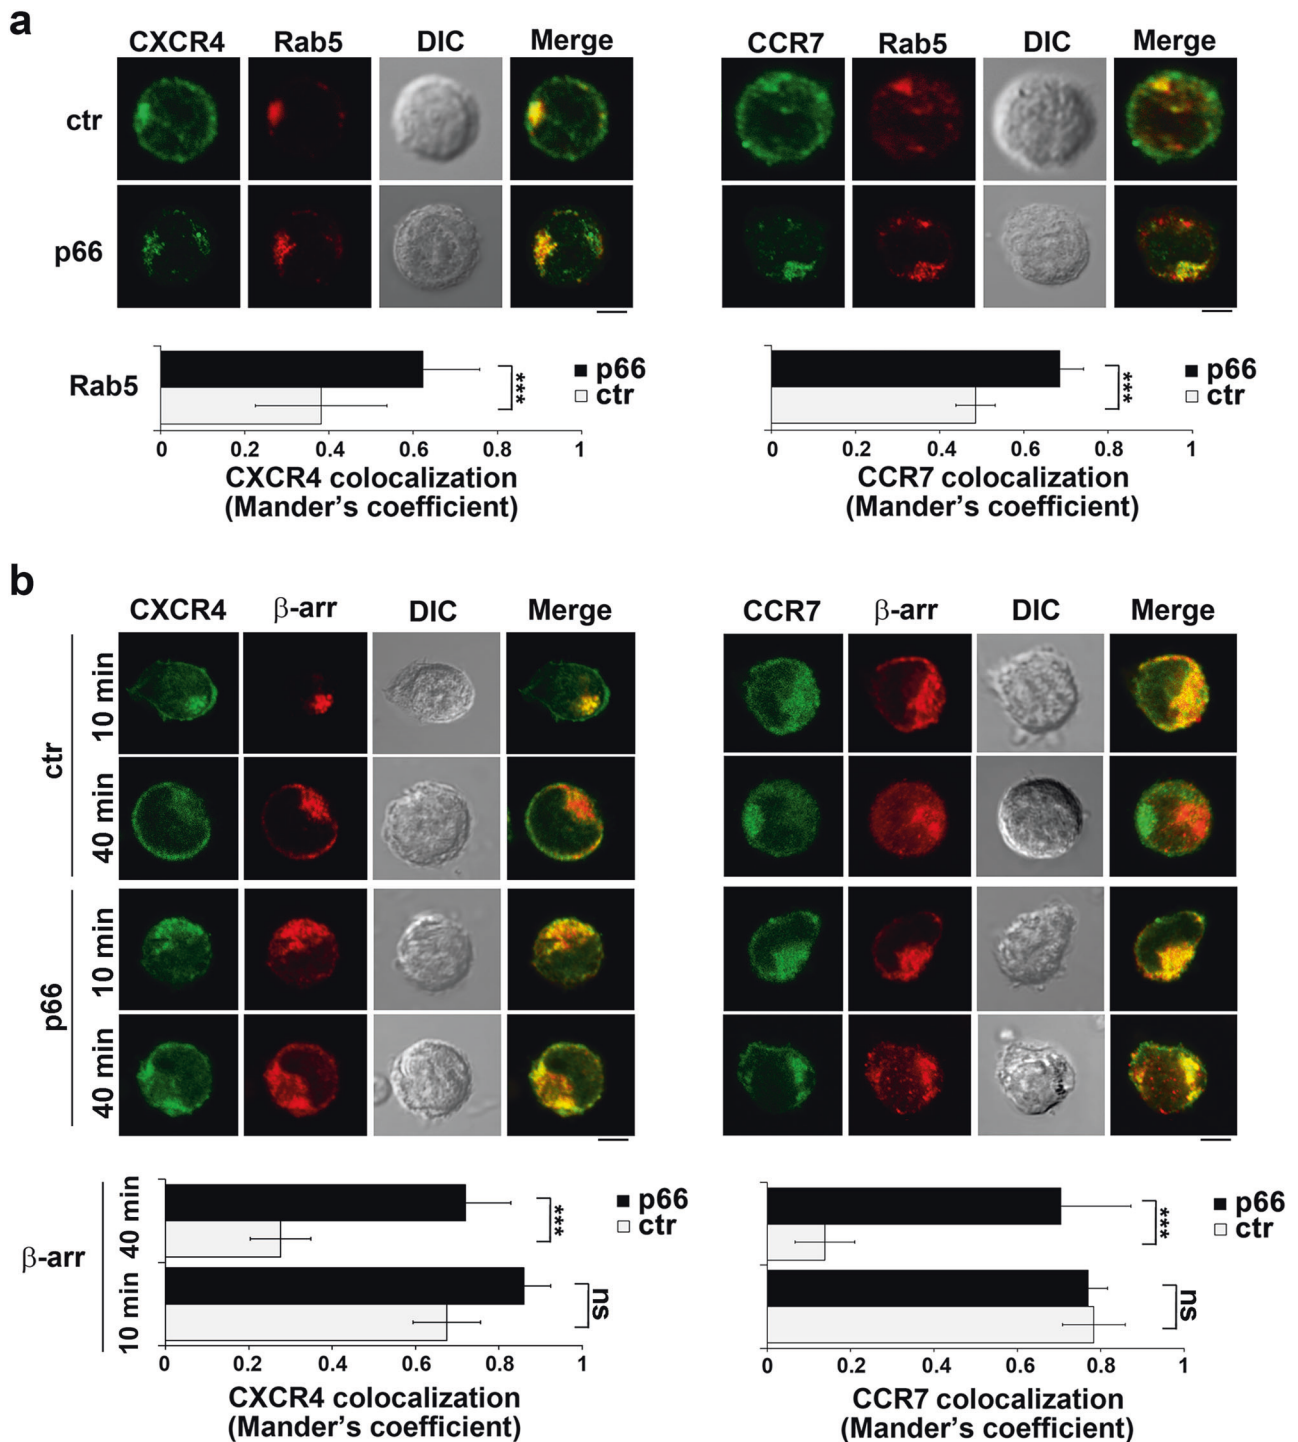 a
CXCR4 Rab5 DIC Merge
CCR7 Rab5 DIC Merge
ctr
p66
Rab5
p66
ctr
***
0 0.2 0.4 0.6 0.8 1
CXCR4 colocalization
(Mander's coefficient)
p66
ctr
***
0 0.2 0.4 0.6 0.8 1
CCR7 colocalization
(Mander's coefficient)
b
CXCR4 β-arr DIC Merge
CCR7 β-arr DIC Merge
ctr
10 min
40 min
p66
10 min
40 min
β-arr
40 min
10 min
***
ns
p66
ctr
0 0.2 0.4 0.6 0.8 1
CXCR4 colocalization
(Mander's coefficient)
***
ns
p66
ctr
0 0.2 0.4 0.6 0.8 1
CCR7 colocalization
(Mander's coefficient)